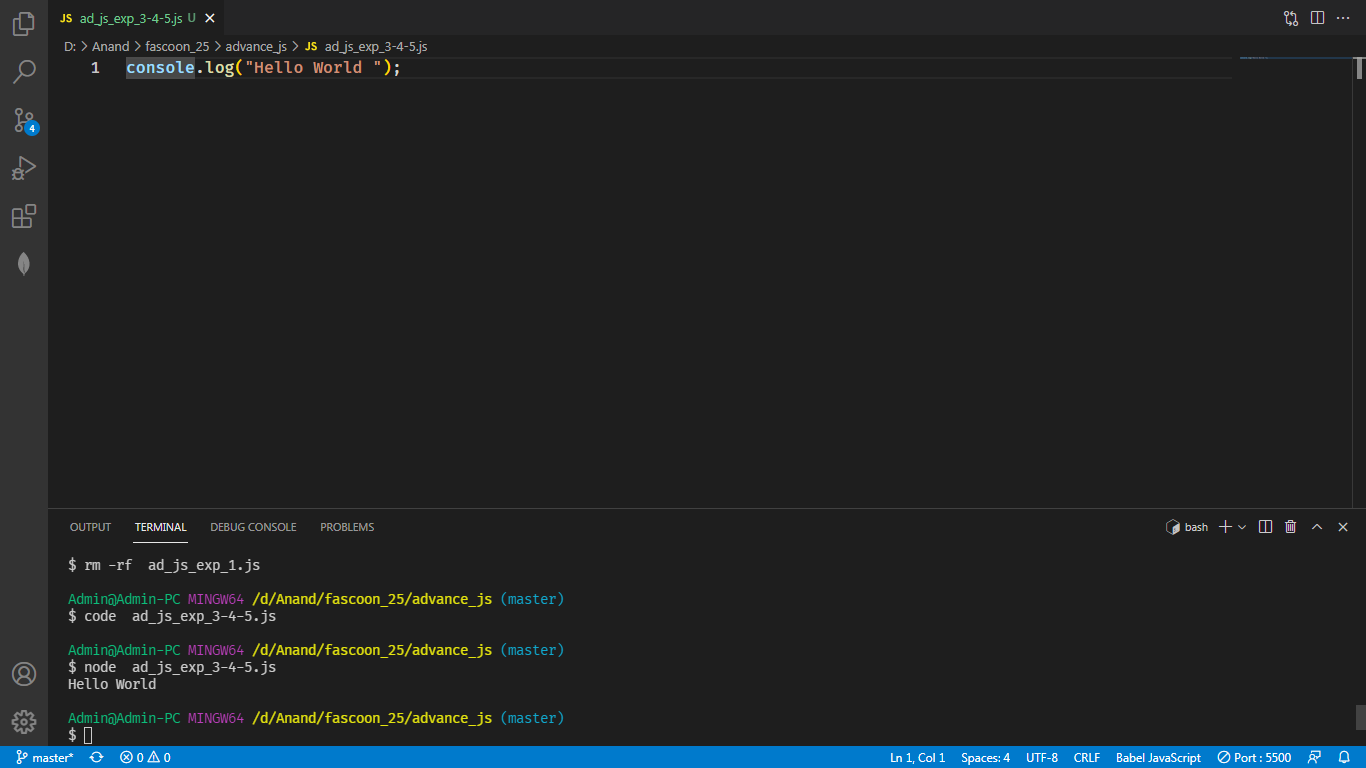 JS ad_js_exp_3-4-5.js U
D: > Anand > fascoon_25 > advance_js > JS ad_js_exp_3-4-5.js
1 console.log("Hello World ");
4
OUTPUT TERMINAL DEBUG CONSOLE PROBLEMS bash
$ rm -rf  ad_js_exp_1.js
Admin@Admin-PC MINGW64 /d/Anand/fascoon_25/advance_js (master)
$ code  ad_js_exp_3-4-5.js
Admin@Admin-PC MINGW64 /d/Anand/fascoon_25/advance_js (master)
$ node  ad_js_exp_3-4-5.js
Hello World
Admin@Admin-PC MINGW64 /d/Anand/fascoon_25/advance_js (master)
$
master* 0 0 Ln 1, Col 1 Spaces: 4 UTF-8 CRLF Babel JavaScript Port : 5500